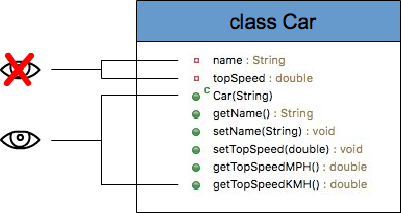 class Car
name : String
topSpeed : double
C Car(String)
getName() : String
setName(String) : void
setTopSpeed(double) : void
getTopSpeedMPH() : double
getTopSpeedKMH() : double